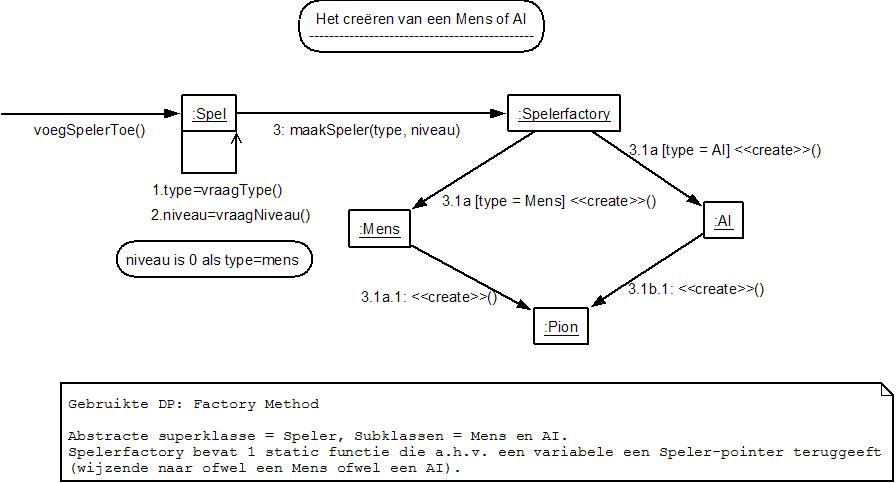 Het creëren van een Mens of AI
voegSpelerToe()
:Spel
3: maakSpeler(type, niveau)
:Spelerfactory
1.type=vraagType()
2.niveau=vraagNiveau()
niveau is 0 als type=mens
3.1a [type = AI] <<create>>()
3.1a [type = Mens] <<create>>()
:Mens
:AI
3.1a.1: <<create>>()
3.1b.1: <<create>>()
:Pion
Gebruikte DP: Factory Method
Abstracte superklasse = Speler, Subklassen = Mens en AI.
Spelerfactory bevat 1 static functie die a.h.v. een variabele een Speler-pointer teruggeeft
(wijzende naar ofwel een Mens ofwel een AI).